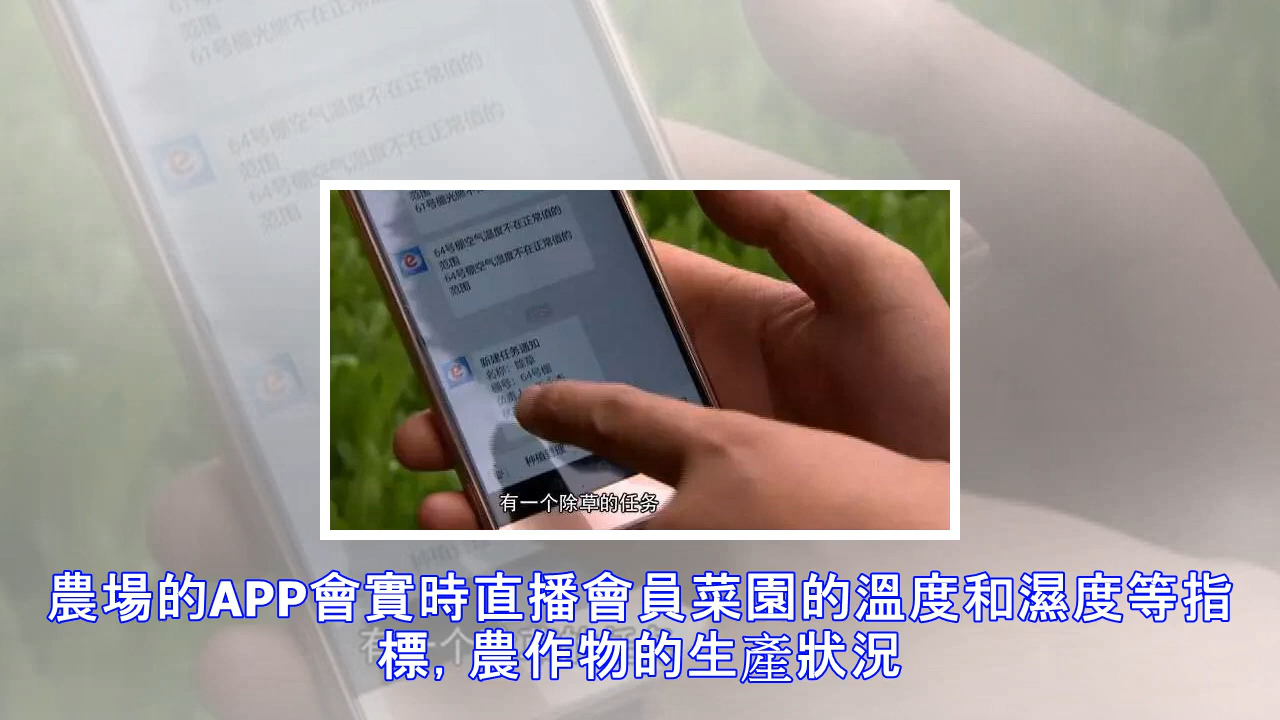 范围
61号棚光照不在正常
64号棚空气温度不在正常值的
范围
64号棚空气温度不在正常值的
范围
新建任务通知
名称：除草
棚号：64号棚
种植管理
有一个除草的任务
農場的APP會實時直播會員菜園的溫度和濕度等指
標，農作物的生產狀況